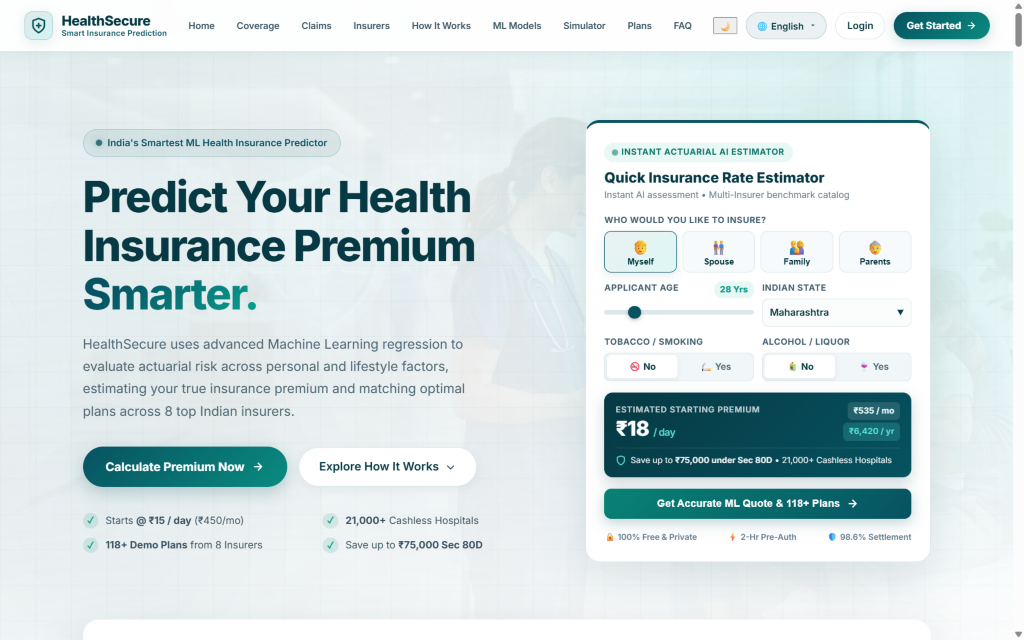 HealthSecure
Smart Insurance Prediction
Home Coverage Claims Insurers How It Works ML Models Simulator Plans FAQ
English
Login
Get Started →
India's Smartest ML Health Insurance Predictor
Predict Your Health
Insurance Premium
Smarter.
HealthSecure uses advanced Machine Learning regression to
evaluate actuarial risk across personal and lifestyle factors,
estimating your true insurance premium and matching optimal
plans across 8 top Indian insurers.
Calculate Premium Now →
Explore How It Works
Starts @ ₹15 / day (₹450/mo)
21,000+ Cashless Hospitals
118+ Demo Plans from 8 Insurers
Save up to ₹75,000 Sec 80D
INSTANT ACTUARIAL AI ESTIMATOR
Quick Insurance Rate Estimator
Instant AI assessment • Multi-Insurer benchmark catalog
WHO WOULD YOU LIKE TO INSURE?
Myself Spouse Family Parents
APPLICANT AGE 28 Yrs
INDIAN STATE
Maharashtra
TOBACCO / SMOKING
No Yes
ALCOHOL / LIQUOR
No Yes
ESTIMATED STARTING PREMIUM
₹18 / day
₹535 / mo
₹6,420 / yr
Save up to ₹75,000 under Sec 80D • 21,000+ Cashless Hospitals
Get Accurate ML Quote & 118+ Plans →
100% Free & Private 2-Hr Pre-Auth 98.6% Settlement